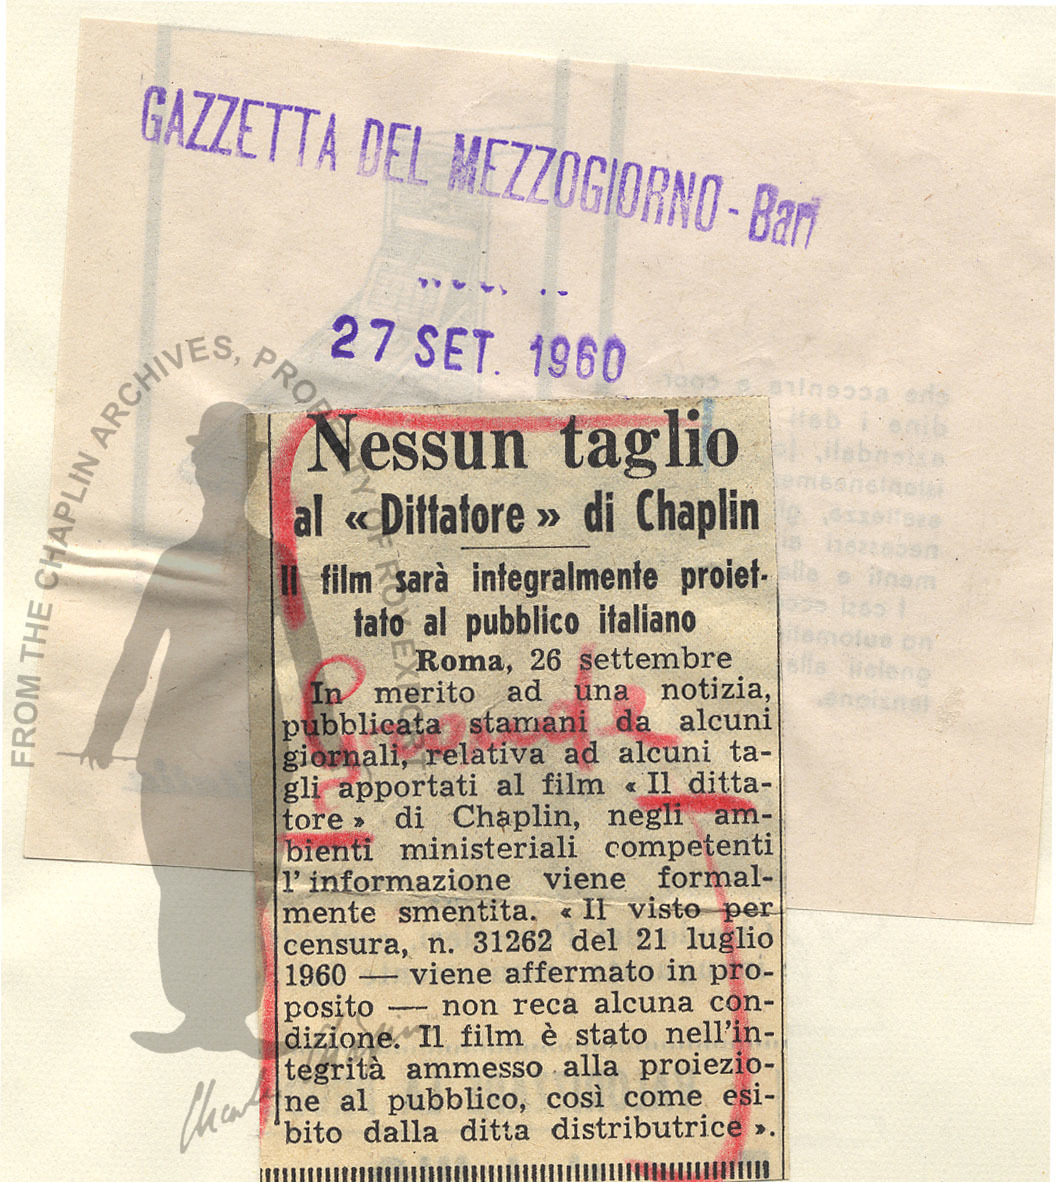 GAZZETTA DEL MEZZOGIORNO - Bari
27 SET. 1960
FROM THE CHAPLIN ARCHIVES, PROPERTY OF ROY EXPORT
Nessun taglio
al « Dittatore » di Chaplin
Il film sarà integralmente proiet-
tato al pubblico italiano
Roma, 26 settembre
In merito ad una notizia,
pubblicata stamani da alcuni
giornali, relativa ad alcuni ta-
gli apportati al film « Il ditta-
tore » di Chaplin, negli am-
bienti ministeriali competenti
l'informazione viene formal-
mente smentita. « Il visto per
censura, n. 31262 del 21 luglio
1960 — viene affermato in pro-
posito — non reca alcuna con-
dizione. Il film è stato nell'in-
tegrità ammesso alla proiezio-
ne al pubblico, così come esi-
bito dalla ditta distributrice ».